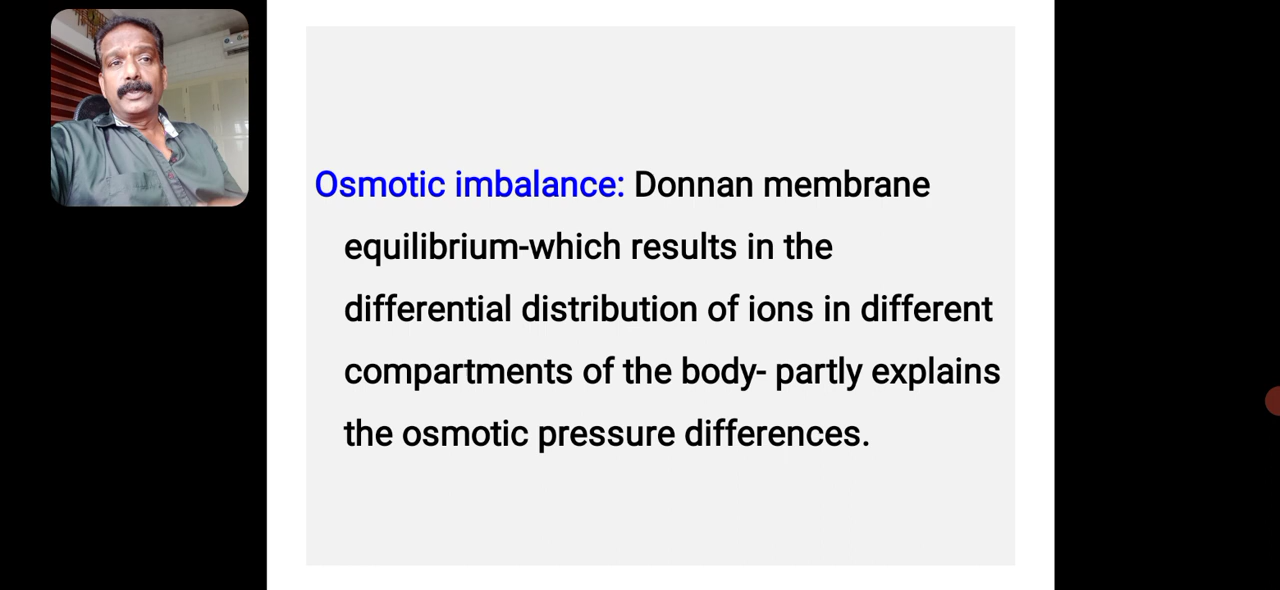 Osmotic imbalance: Donnan membrane
equilibrium-which results in the
differential distribution of ions in different
compartments of the body- partly explains
the osmotic pressure differences.